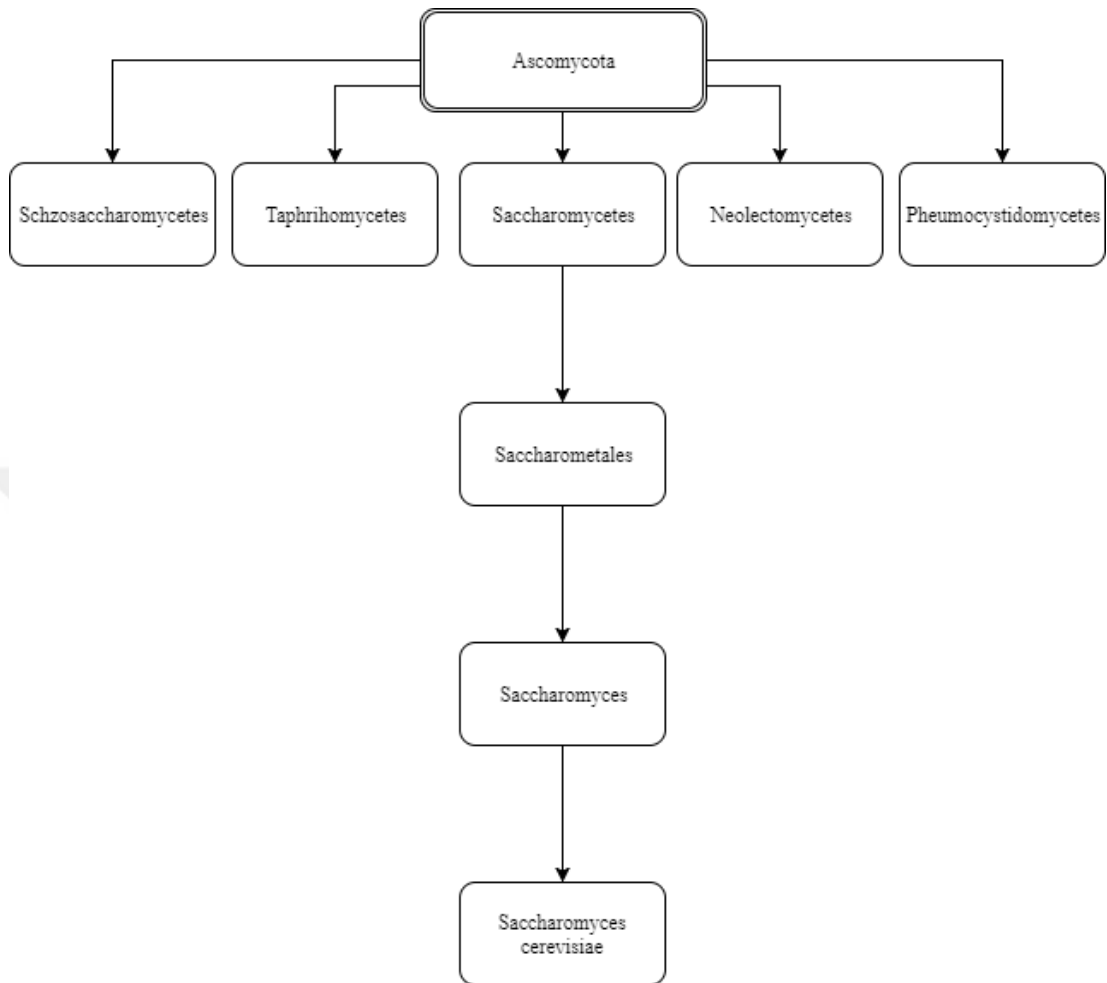 Ascomycota
Schzosaccharomycetes
Taphrihomycetes
Saccharomycetes
Neolectomycetes
Pheumocystidomycetes
Saccharometales
Saccharomyces
Saccharomyces
cerevisiae